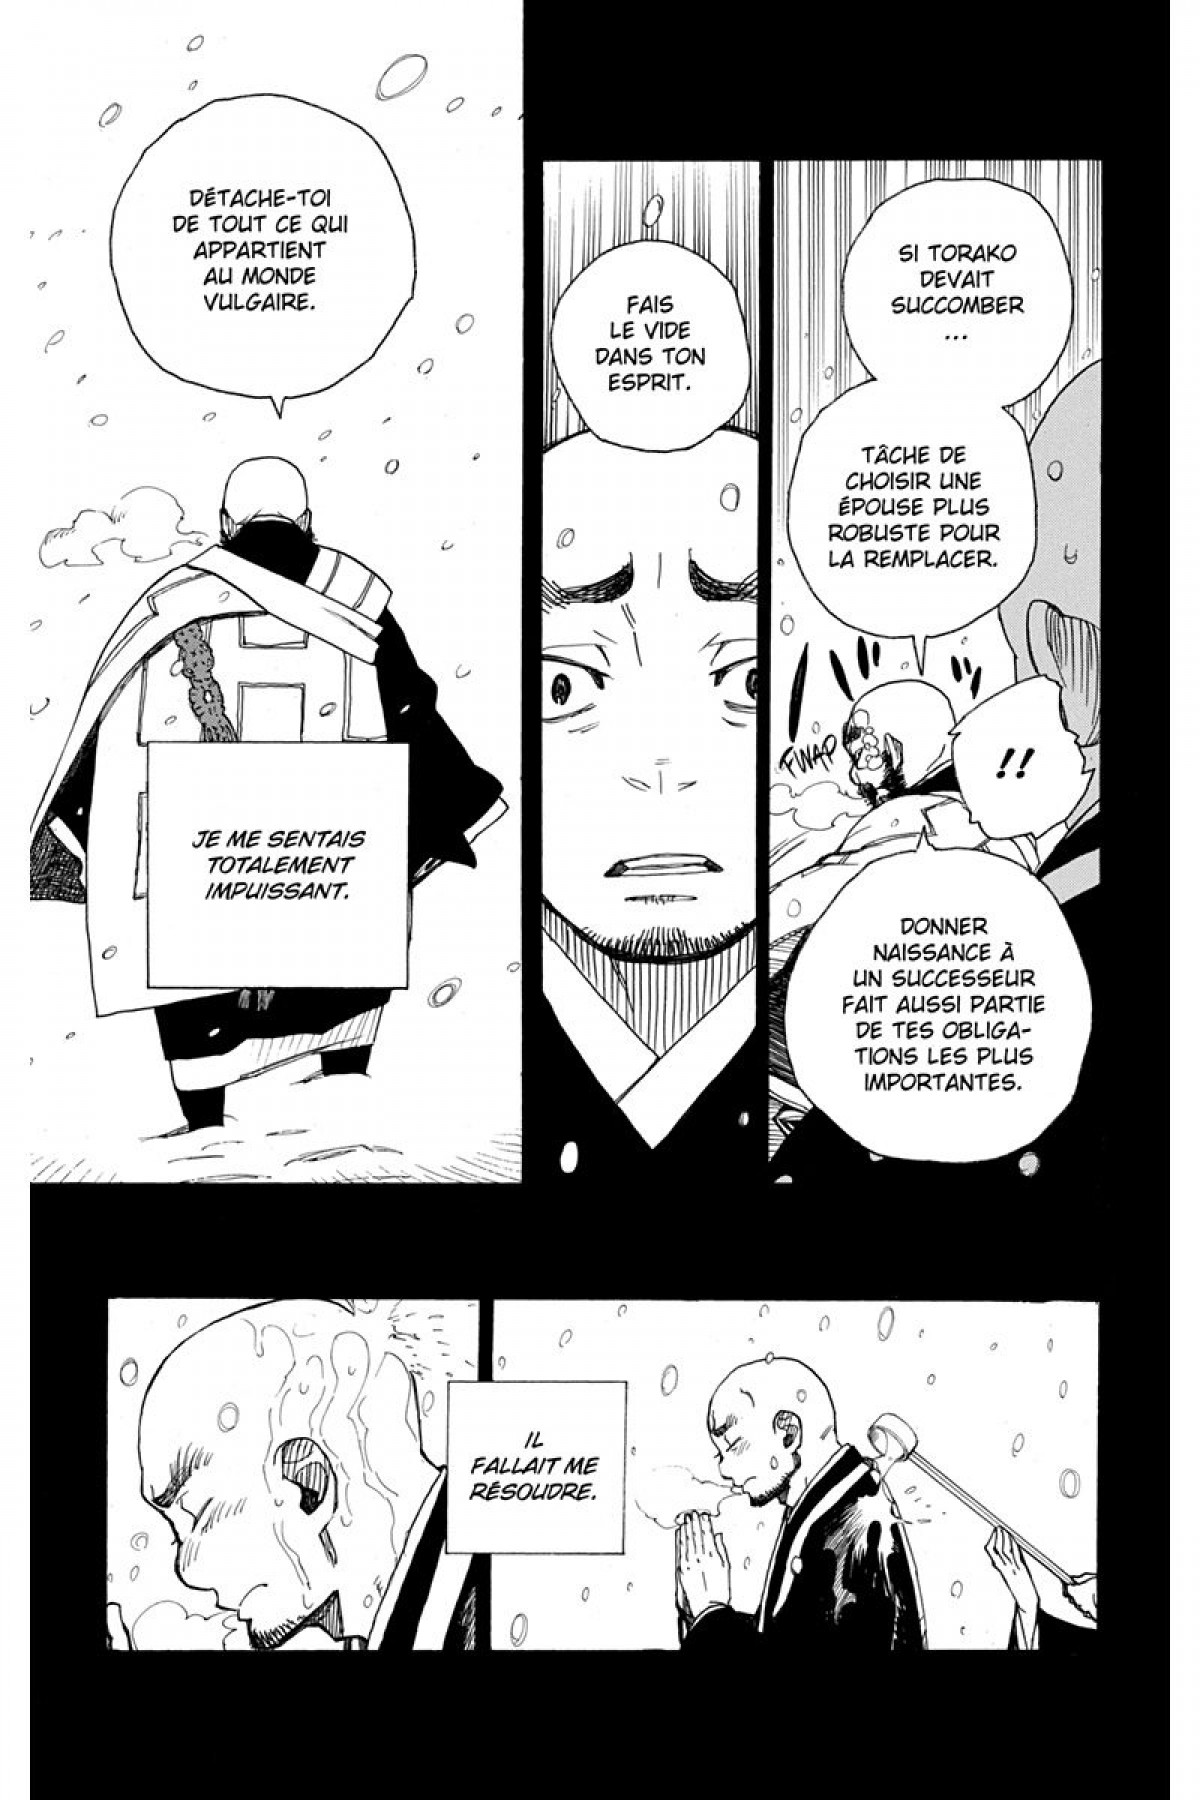 SI TORAKO
DEVAIT
SUCCOMBER
...
TÂCHE DE
CHOISIR UNE
ÉPOUSE PLUS
ROBUSTE POUR
LA REMPLACER.
FWAP
!!
DONNER
NAISSANCE À
UN SUCCESSEUR
FAIT AUSSI PARTIE
DE TES OBLIGA-
TIONS LES PLUS
IMPORTANTES.
FAIS
LE VIDE
DANS TON
ESPRIT.
DÉTACHE-TOI
DE TOUT CE QUI
APPARTIENT
AU MONDE
VULGAIRE.
JE ME SENTAIS
TOTALEMENT
IMPUISSANT.
IL
FALLAIT ME
RÉSOUDRE.